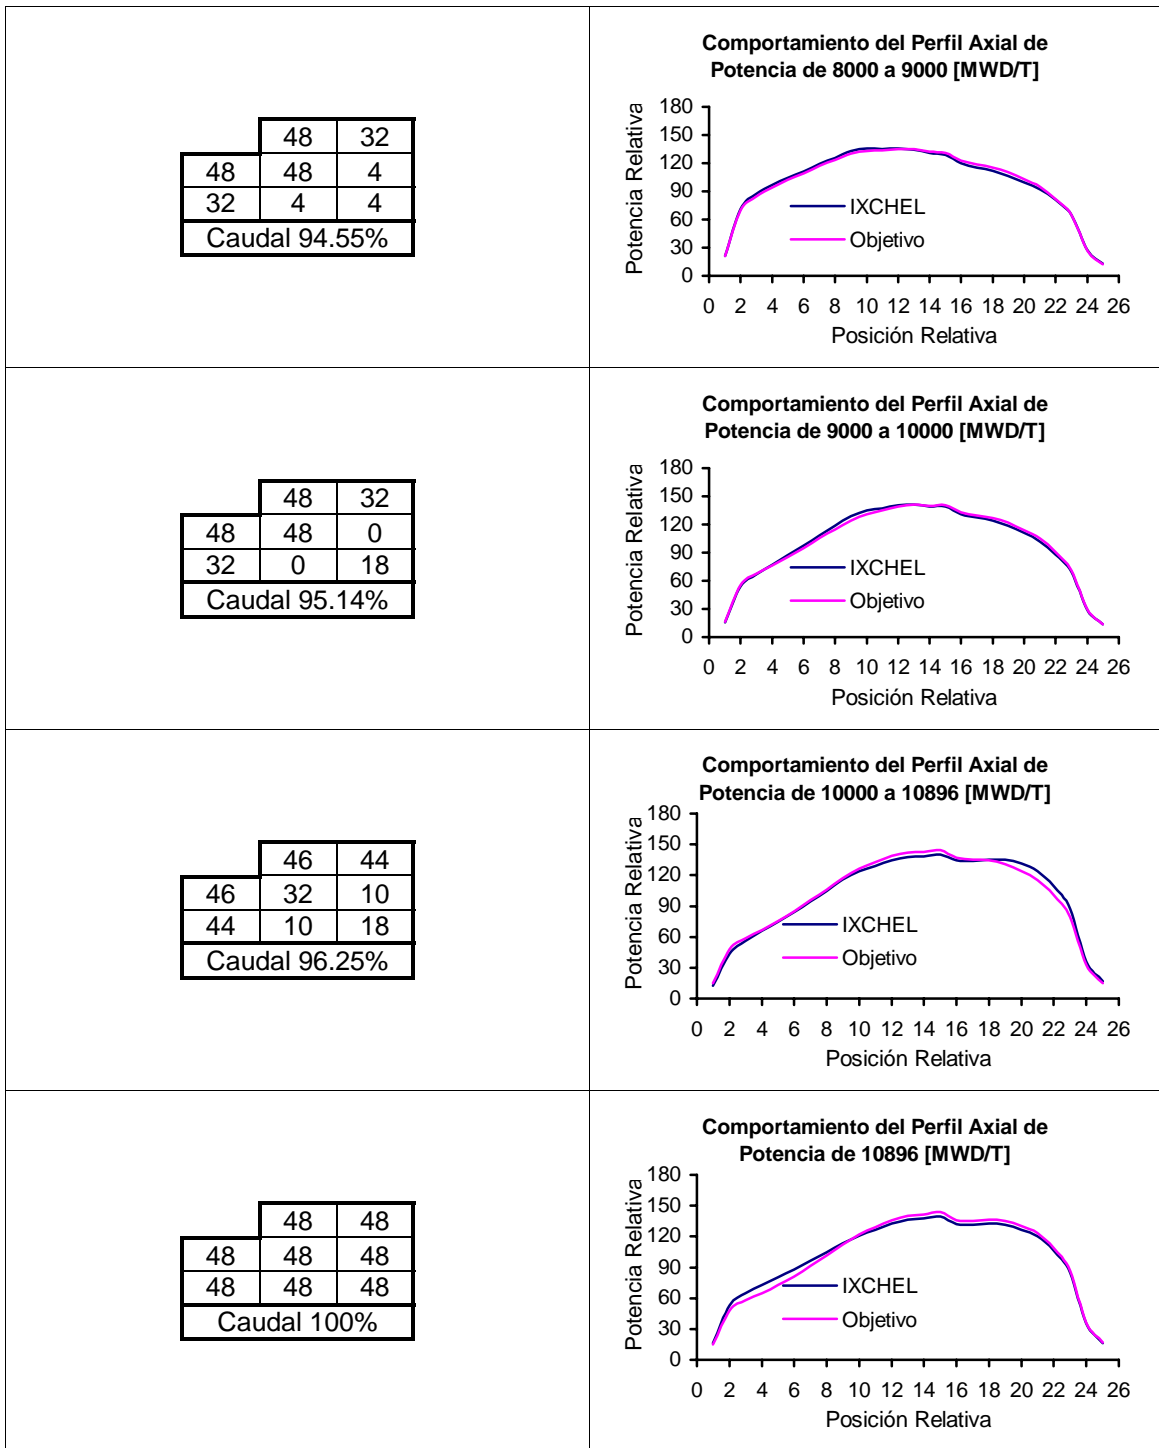 48 32
48 48 4
32 4 4
Caudal 94.55%
Comportamiento del Perfil Axial de
Potencia de 8000 a 9000 [MWD/T]
Potencia Relativa
180
150
120
90
60
30
0
IXCHEL
Objetivo
0 2 4 6 8 10 12 14 16 18 20 22 24 26
Posición Relativa
48 32
48 48 0
32 0 18
Caudal 95.14%
Comportamiento del Perfil Axial de
Potencia de 9000 a 10000 [MWD/T]
Potencia Relativa
180
150
120
90
60
30
0
IXCHEL
Objetivo
0 2 4 6 8 10 12 14 16 18 20 22 24 26
Posición Relativa
46 44
46 32 10
44 10 18
Caudal 96.25%
Comportamiento del Perfil Axial de
Potencia de 10000 a 10896 [MWD/T]
Potencia Relativa
180
150
120
90
60
30
0
IXCHEL
Objetivo
0 2 4 6 8 10 12 14 16 18 20 22 24 26
Posición Relativa
48 48
48 48 48
48 48 48
Caudal 100%
Comportamiento del Perfil Axial de
Potencia de 10896 [MWD/T]
Potencia Relativa
180
150
120
90
60
30
0
IXCHEL
Objetivo
0 2 4 6 8 10 12 14 16 18 20 22 24 26
Posición Relativa